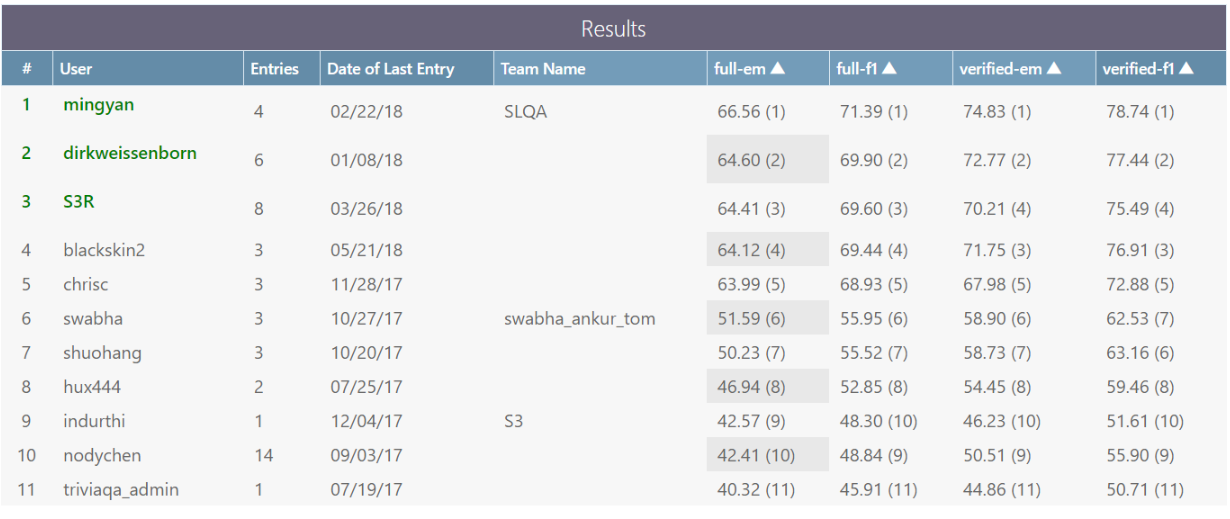 Results
# User Entries Date of Last Entry Team Name full-em ▲ full-f1 ▲ verified-em ▲ verified-f1 ▲
1 mingyan 4 02/22/18 SLQA 66.56 (1) 71.39 (1) 74.83 (1) 78.74 (1)
2 dirkweissenborn 6 01/08/18 64.60 (2) 69.90 (2) 72.77 (2) 77.44 (2)
3 S3R 8 03/26/18 64.41 (3) 69.60 (3) 70.21 (4) 75.49 (4)
4 blackskin2 3 05/21/18 64.12 (4) 69.44 (4) 71.75 (3) 76.91 (3)
5 chrisc 3 11/28/17 63.99 (5) 68.93 (5) 67.98 (5) 72.88 (5)
6 swabha 3 10/27/17 swabha_ankur_tom 51.59 (6) 55.95 (6) 58.90 (6) 62.53 (7)
7 shuohang 3 10/20/17 50.23 (7) 55.52 (7) 58.73 (7) 63.16 (6)
8 hux444 2 07/25/17 46.94 (8) 52.85 (8) 54.45 (8) 59.46 (8)
9 indurthi 1 12/04/17 S3 42.57 (9) 48.30 (10) 46.23 (10) 51.61 (10)
10 nodychen 14 09/03/17 42.41 (10) 48.84 (9) 50.51 (9) 55.90 (9)
11 triviaqa_admin 1 07/19/17 40.32 (11) 45.91 (11) 44.86 (11) 50.71 (11)